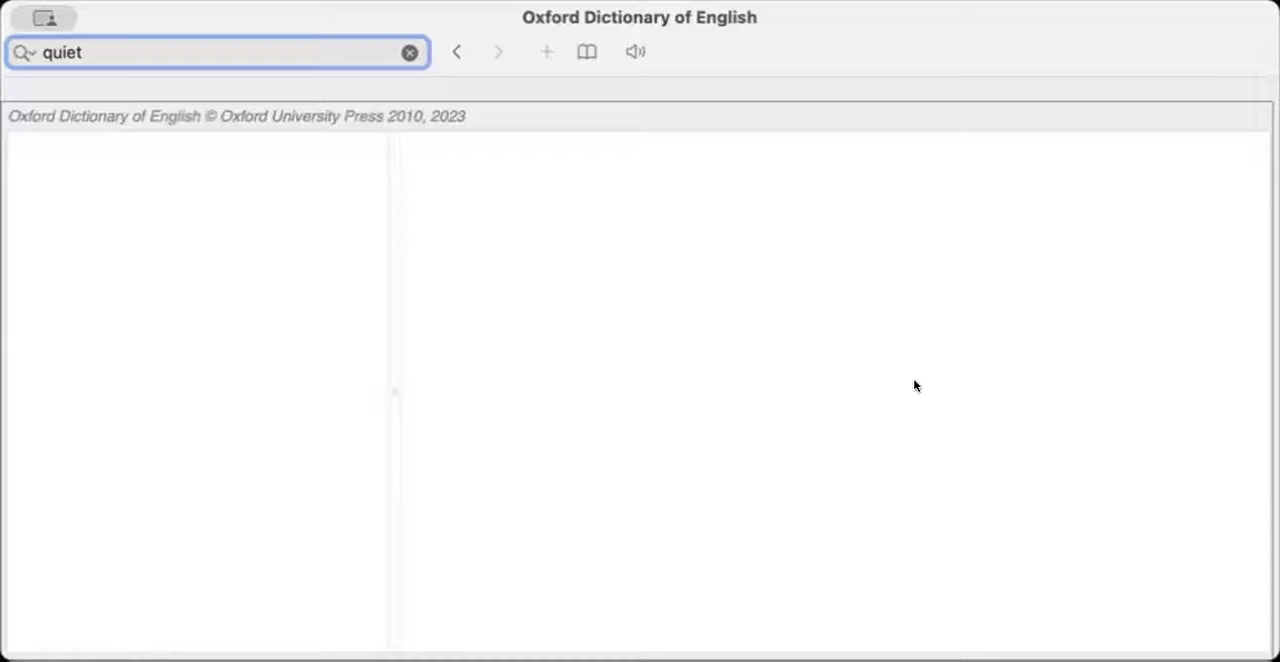 Oxford Dictionary of English
quiet
Oxford Dictionary of English © Oxford University Press 2010, 2023